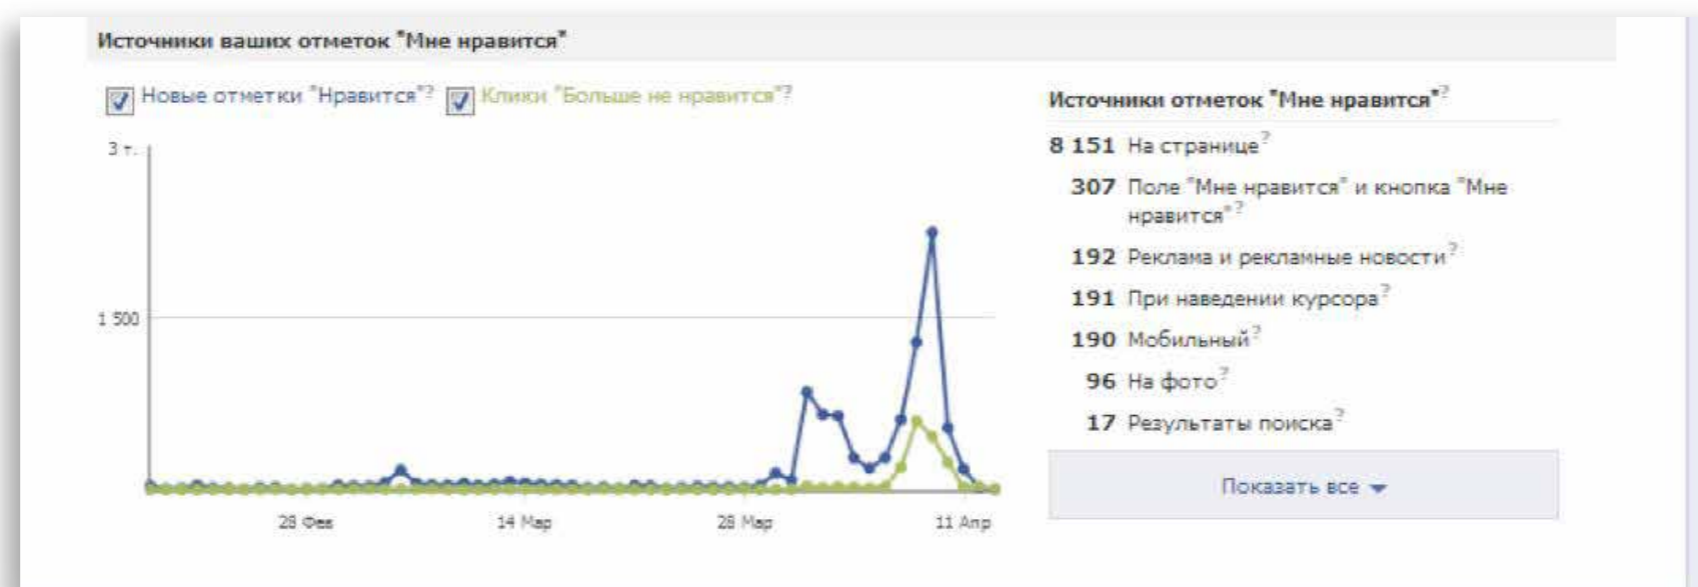 Источники ваших отметок "Мне нравится"
Новые отметки "Нравится"? Клики "Больше не нравится"?
3 т.
1 500
28 Фев 14 Мар 28 Мар 11 Апр
Источники отметок "Мне нравится"?
8 151 На странице?
307 Поле "Мне нравится" и кнопка "Мне
нравится"?
192 Реклама и рекламные новости?
191 При наведении курсора?
190 Мобильный?
96 На фото?
17 Результаты поиска?
Показать все